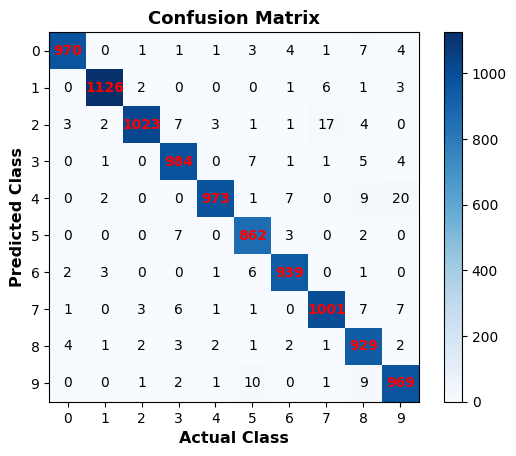 Confusion Matrix
0 970 0 1 1 1 3 4 1 7 4
1 0 1126 2 0 0 0 1 6 1 3
2 3 2 1023 7 3 1 1 17 4 0
3 0 1 0 984 0 7 1 1 5 4
4 0 2 0 0 973 1 7 0 9 20
5 0 0 0 7 0 862 3 0 2 0
6 2 3 0 0 1 6 939 0 1 0
7 1 0 3 6 1 1 0 1001 7 7
8 4 1 2 3 2 1 2 1 929 2
9 0 0 1 2 1 10 0 1 9 969
0 1 2 3 4 5 6 7 8 9
Predicted Class
Actual Class
1000
800
600
400
200
0